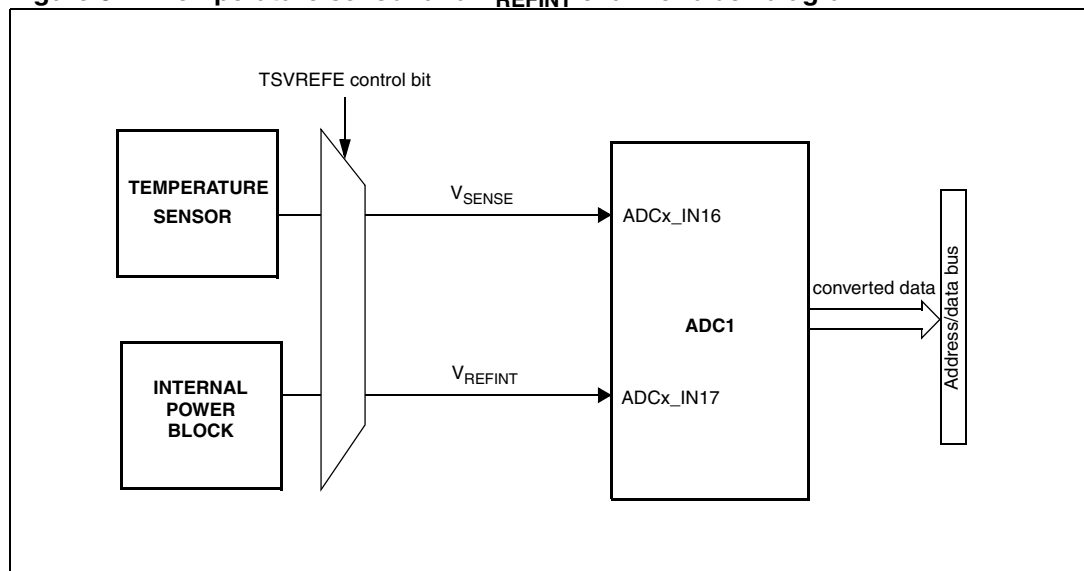 TSVREFE control bit
TEMPERATURE
SENSOR
VSENSE
ADCx_IN16
converted data
Address/data bus
ADC1
INTERNAL
POWER
BLOCK
VREFINT
ADCx_IN17